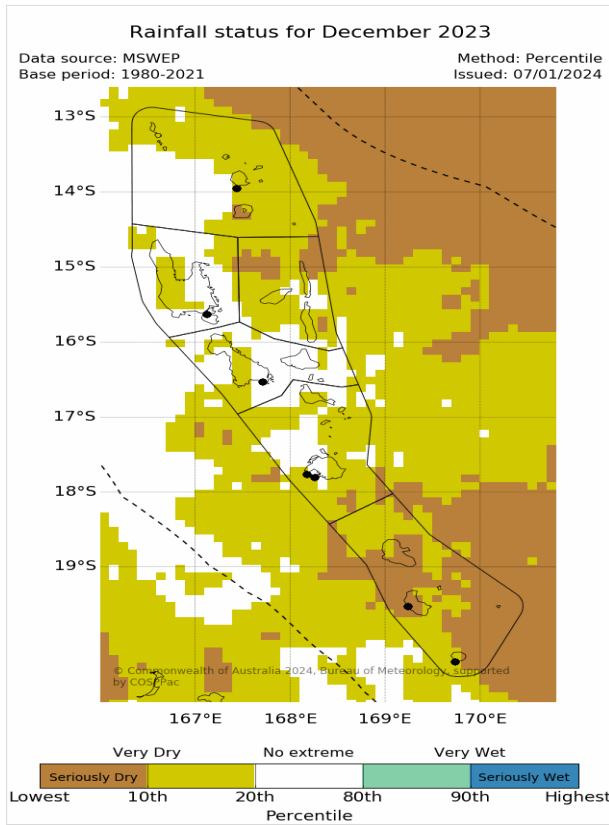 Rainfall status for December 2023
Data source: MSWEP Method: Percentile
Base period: 1980-2021 Issued: 07/01/2024
13°S
14°S
15°S
16°S
17°S
18°S
19°S
© Commonwealth of Australia 2024, Bureau of Meteorology, supported
by COSPPac
167°E 168°E 169°E 170°E
Very Dry No extreme Very Wet
Seriously Dry Seriously Wet
Lowest 10th 20th 80th 90th Highest
Percentile